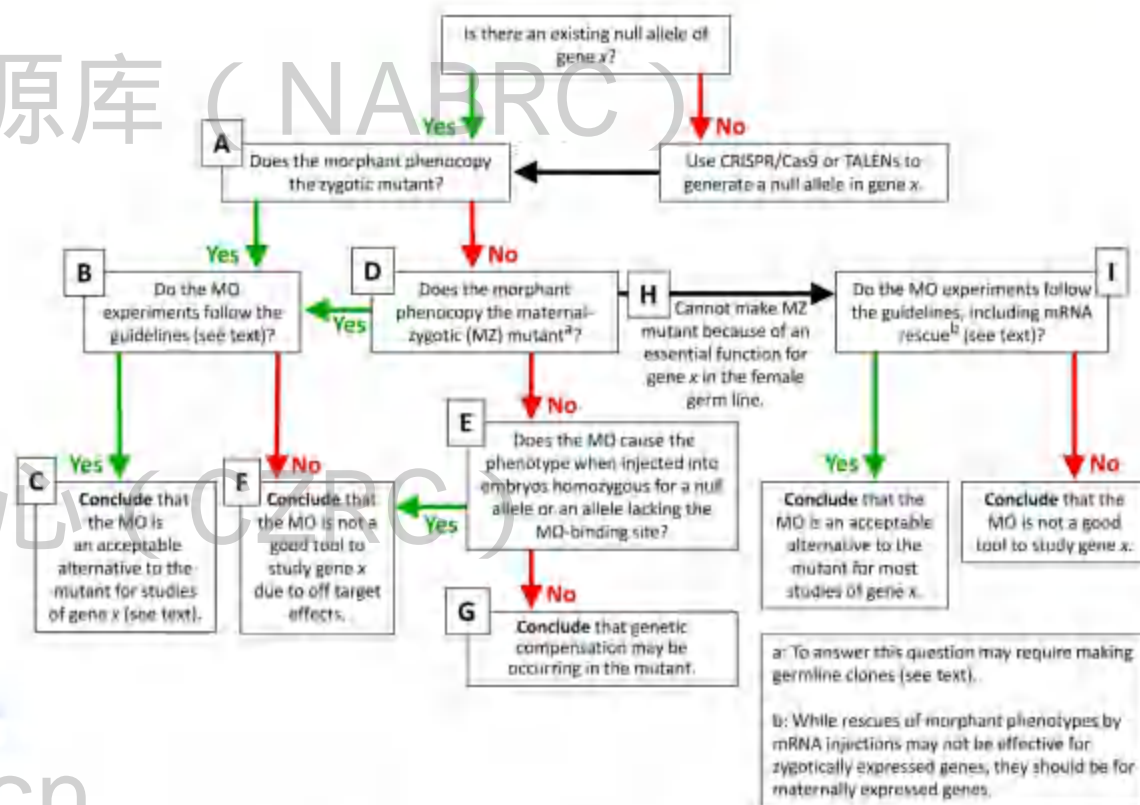 Is there an existing null allele of
gene x?
源库（NABRC）
Yes
No
A
Does the morphant phenocopy
the zygotic mutant?
Use CRISPR/Cas9 or TALENs to
generate a null allele in gene x.
Yes
No
B
Do the MO
experiments follow the
guidelines (see text)?
D
Does the morphant
phenocopy the maternal-
zygotic (MZ) mutantᵃ?
Yes
H
Cannot make MZ
mutant because of an
essential function for
gene x in the female
germ line.
I
Do the MO experiments follow
the guidelines, including mRNA
rescueᵇ (see text)?
No
E
Does the MO cause the
phenotype when injected into
embryos homozygous for a null
allele or an allele lacking the
MO-binding site?
Yes
Yes
No
Yes
No
C
Conclude that
the MO is
an acceptable
alternative to the
mutant for studies
of gene x (see text).
F
Conclude that
the MO is not a
good tool to
study gene x
due to off target
effects.
Conclude that the
MO is an acceptable
alternative to the
mutant for most
studies of gene x.
Conclude that the
MO is not a good
tool to study gene x.
心（CZRC）
No
G
Conclude that genetic
compensation may be
occurring in the mutant.
a: To answer this question may require making
germline clones (see text).
b: While rescues of morphant phenotypes by
mRNA injections may not be effective for
zygotically expressed genes, they should be for
maternally expressed genes.
cn